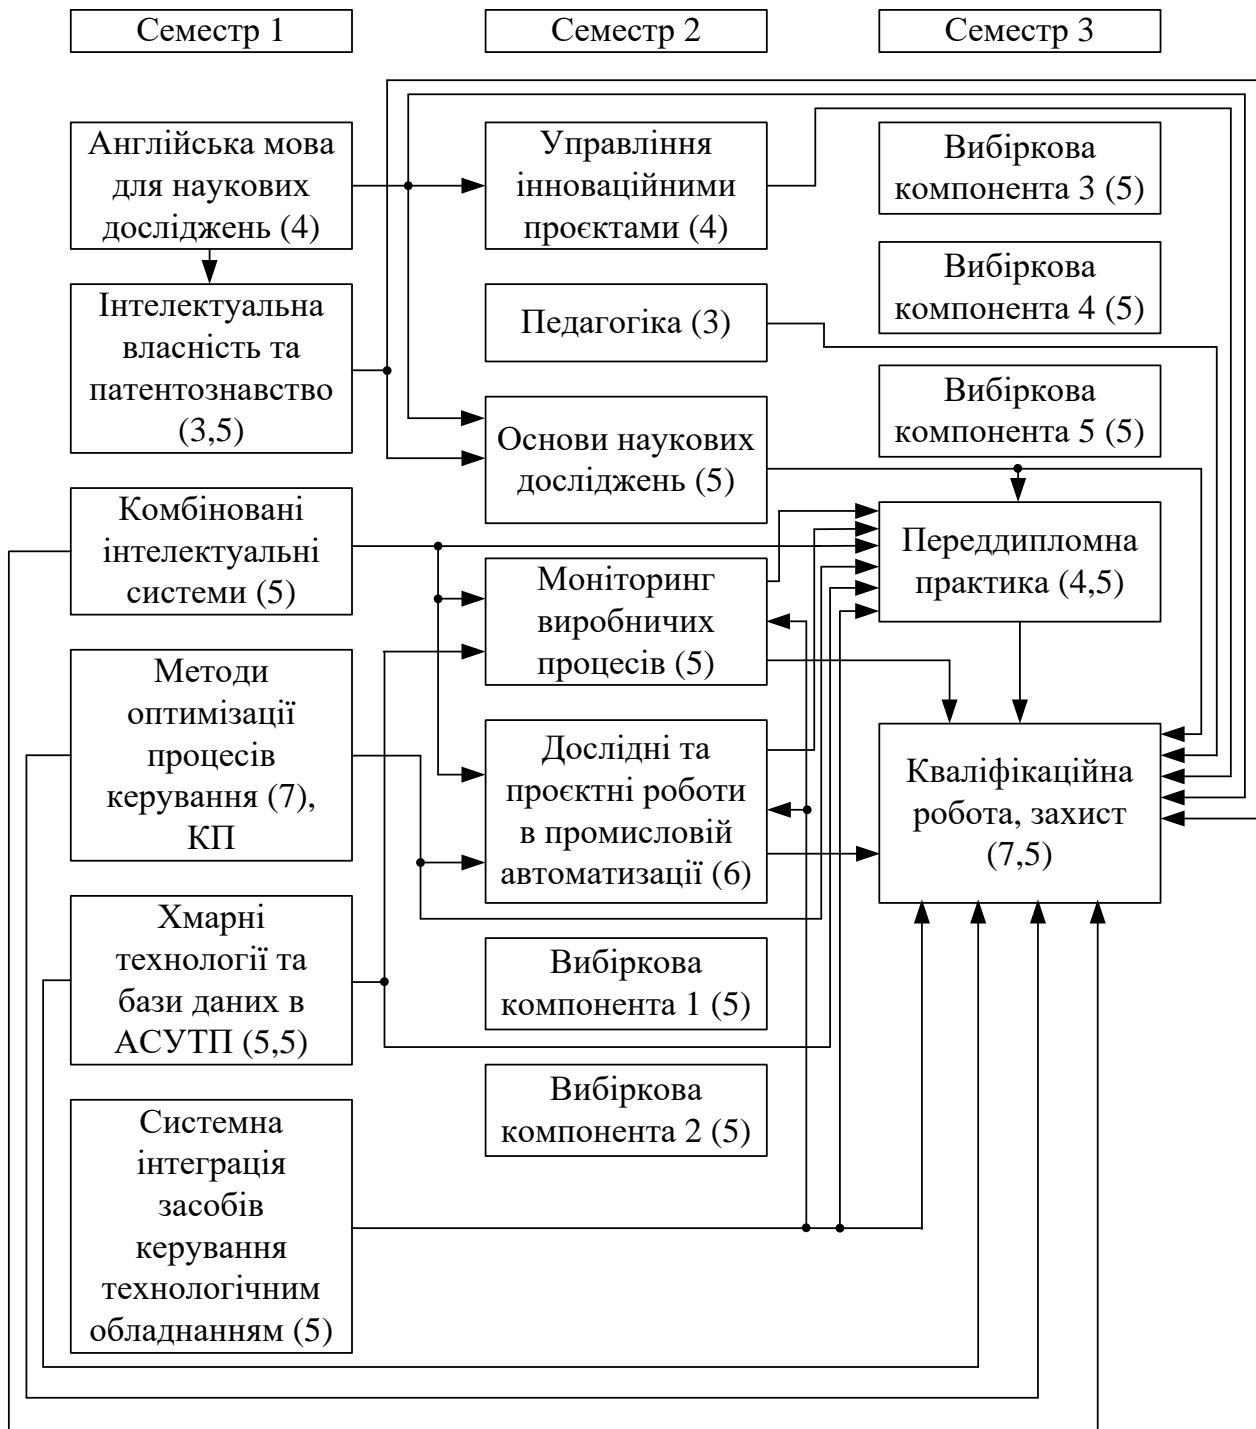 Семестр 1
Семестр 2
Семестр 3
Англійська мова
для наукових
досліджень (4)
Інтелектуальна
власність та
патентознавство
(3,5)
Комбіновані
інтелектуальні
системи (5)
Методи
оптимізації
процесів
керування (7),
КП
Хмарні
технології та
бази даних в
АСУТП (5,5)
Системна
інтеграція
засобів
керування
технологічним
обладнанням (5)
Управління
інноваційними
проєктами (4)
Педагогіка (3)
Основи наукових
досліджень (5)
Моніторинг
виробничих
процесів (5)
Дослідні та
проєктні роботи
в промисловій
автоматизації (6)
Вибіркова
компонента 1 (5)
Вибіркова
компонента 2 (5)
Вибіркова
компонента 3 (5)
Вибіркова
компонента 4 (5)
Вибіркова
компонента 5 (5)
Переддипломна
практика (4,5)
Кваліфікаційна
робота, захист
(7,5)